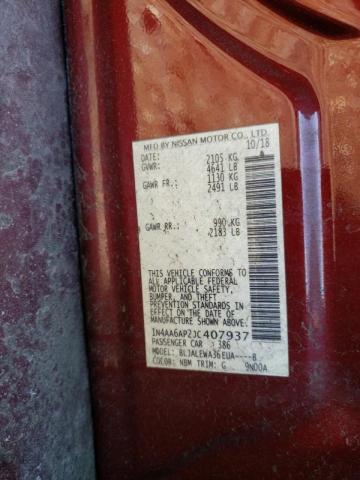 MFD BY NISSAN MOTOR CO., LTD.
DATE: 10/18
GVWR: 2105 KG
4641 LB
GAWR FR: 1130 KG
2491 LB
GAWR RR: 990 KG
2183 LB
THIS VEHICLE CONFORMS TO
ALL APPLICABLE FEDERAL
MOTOR VEHICLE SAFETY,
BUMPER, AND THEFT
PREVENTION STANDARDS
IN EFFECT ON THE DATE OF
MANUFACTURE SHOWN ABOVE.
1N4AA6AP2JC407937
PASSENGER CAR 386
MODEL: BLJALEWA36EUA----B
COLOR: NBM TRIM: G 9N00A